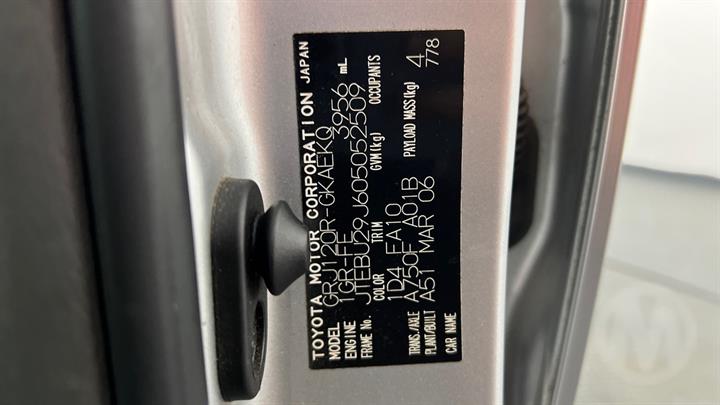 TOYOTA MOTOR CORPORATION JAPAN
MODEL GRJ120R-GKAEKQ
ENGINE 1GR-FE 3956 mL
FRAME No. JTEBU29J605052509
COLOR TRIM GVM(kg) OCCUPANTS
1D4 FA10 4
TRANS./AXLE A750F A01B PAYLOAD MASS(kg) 778
PLANT/BUILT A51 MAR 06
CAR NAME
M